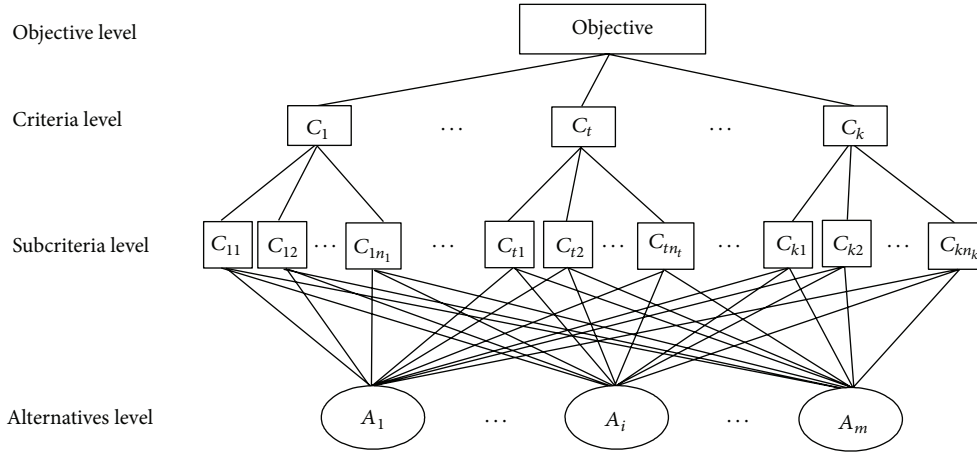 Objective level Objective
Criteria level C₁ ⋯ Cₜ ⋯ Cₖ
Subcriteria level C₁₁ C₁₂ ⋯ C₁ₙ₁ ⋯ Cₜ₁ Cₜ₂ ⋯ Cₜₙₜ ⋯ Cₖ₁ Cₖ₂ ⋯ Cₖₙₖ
Alternatives level A₁ ⋯ Aᵢ ⋯ Aₘ